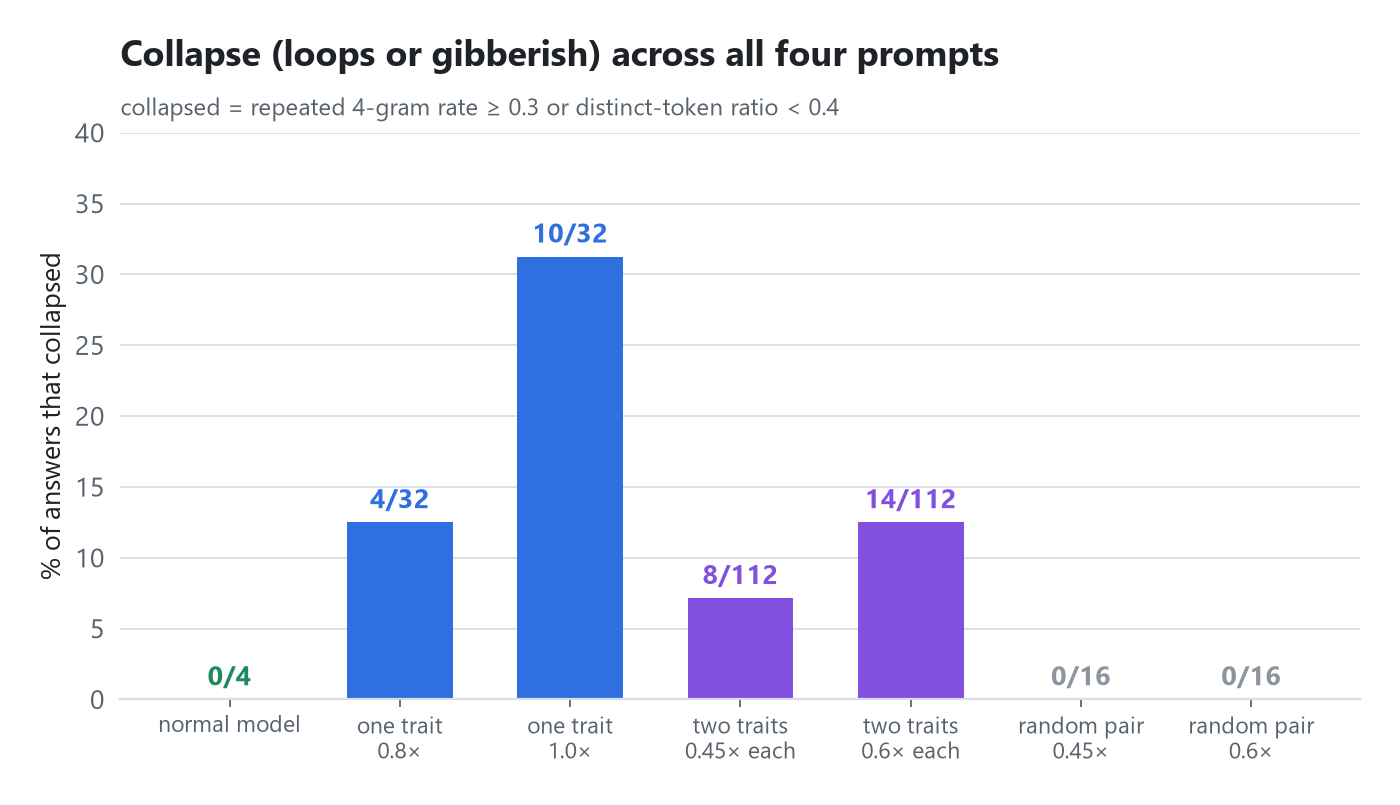 Collapse (loops or gibberish) across all four prompts
collapsed = repeated 4-gram rate ≥ 0.3 or distinct-token ratio < 0.4
% of answers that collapsed
40
35
30
25
20
15
10
5
0
0/4
4/32
10/32
8/112
14/112
0/16
0/16
normal model
one trait
0.8×
one trait
1.0×
two traits
0.45× each
two traits
0.6× each
random pair
0.45×
random pair
0.6×